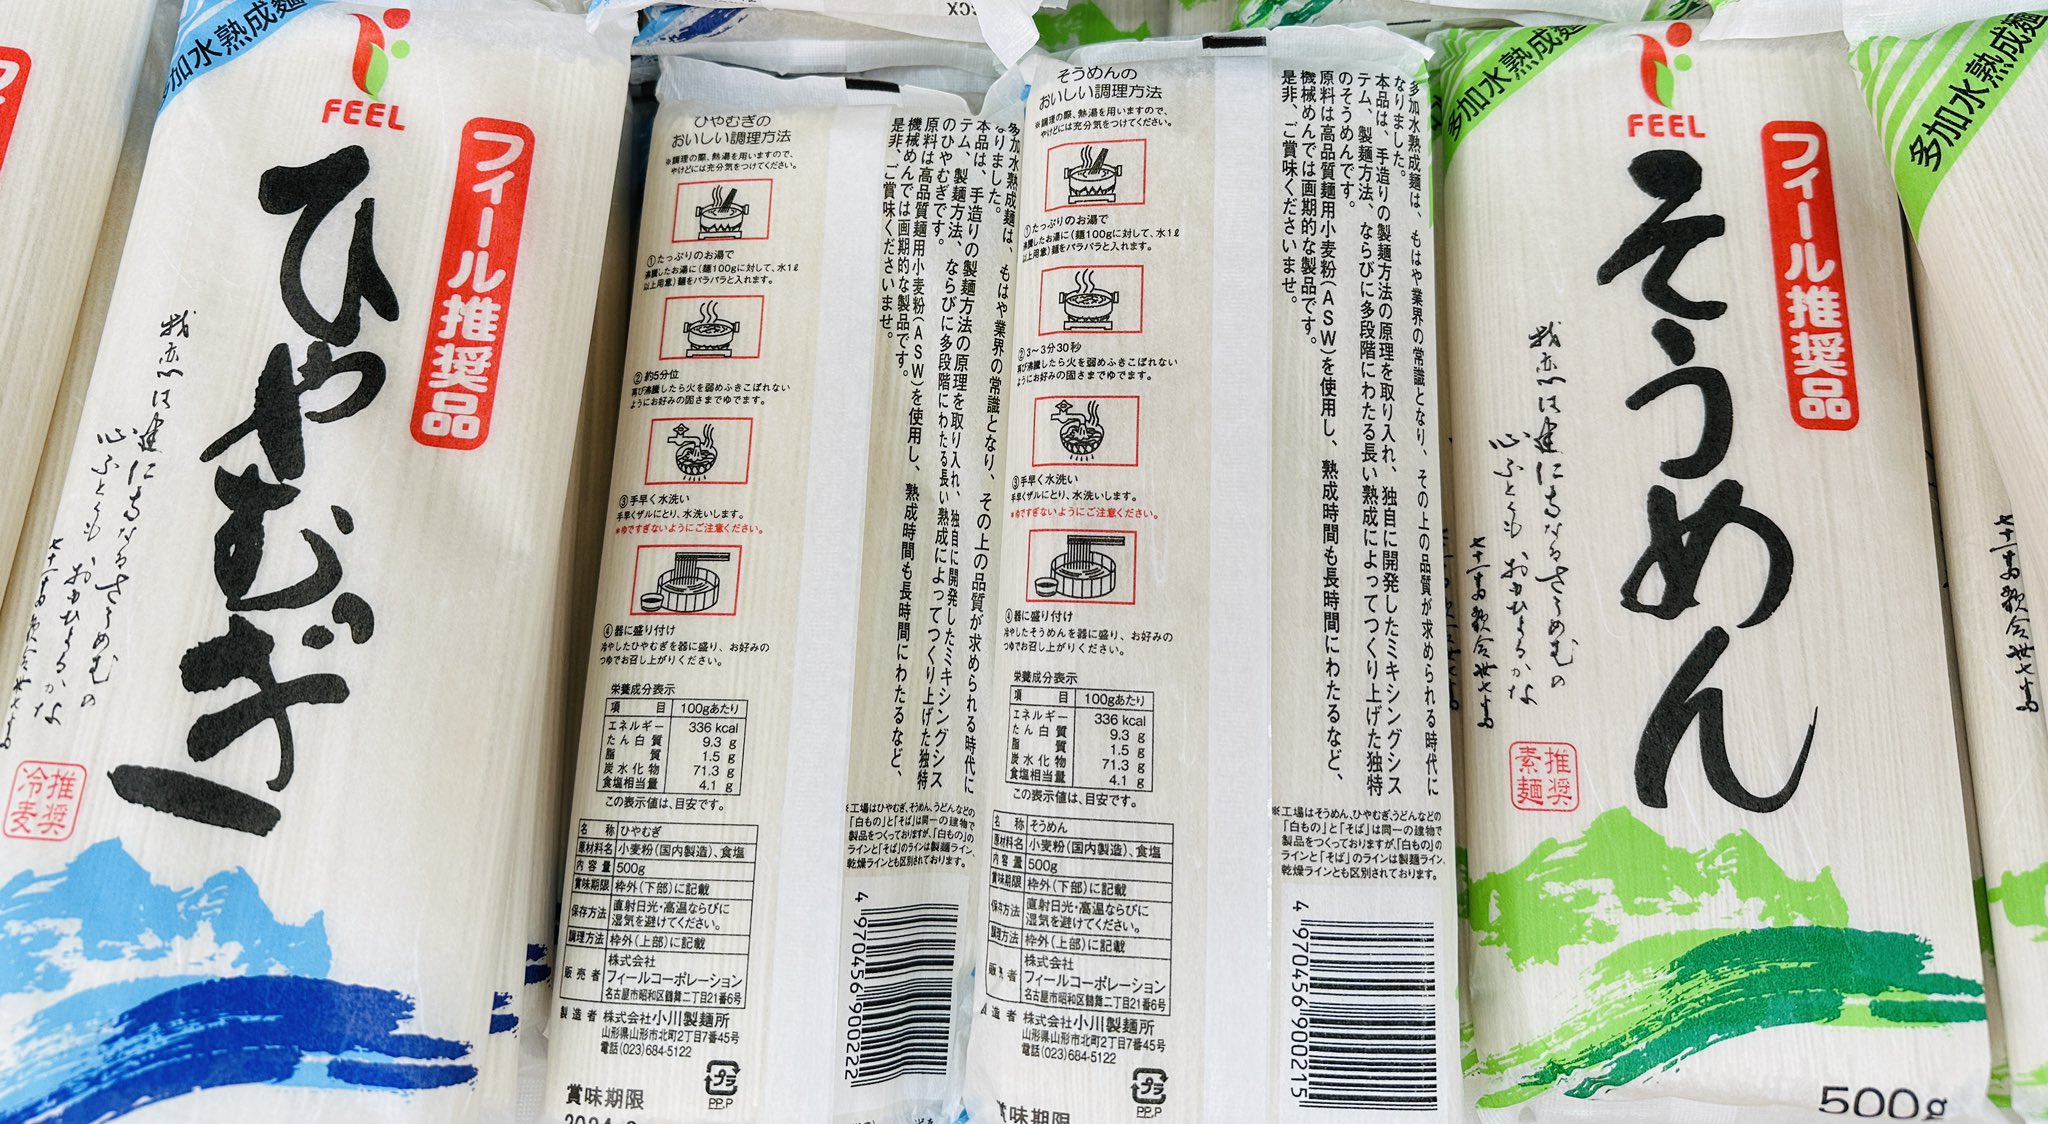 多加水熟成麺
FEEL
フィール推奨品
ひやむぎ
推奨
冷麦
ひやむぎの
おいしい調理方法
※調理の際、熱湯を用いますので、
やけどには充分気をつけてください。
①たっぷりのお湯で
沸騰したお湯に(麺100gに対して、水1ℓ
以上用意)麺をパラパラと入れます。
②約5分位
再び沸騰したら火を弱めふきこぼれない
ようにお好みの固さまでゆでます。
③手早く水洗い
手早くザルにとり、水洗いします。
※ゆですぎないようにご注意ください。
④器に盛り付け
冷やしたひやむぎを器に盛り、お好みの
つゆでお召し上がりください。
栄養成分表示
項目 100gあたり
エネルギー 336 kcal
たん白質 9.3 g
脂質 1.5 g
炭水化物 71.3 g
食塩相当量 4.1 g
この表示値は、目安です。
名称 ひやむぎ
原材料名 小麦粉(国内製造)、食塩
内容量 500g
賞味期限 枠外(下部)に記載
保存方法 直射日光・高温ならびに
湿気を避けてください。
調理方法 枠外(上部)に記載
販売者 株式会社
フィールコーポレーション
名古屋市昭和区鶴舞二丁目21番6号
製造者 株式会社小川製麺所
山形県山形市北町2丁目7番45号
電話(023)684-5122
賞味期限
プラ
PP,P
多加水熟成麺は、もはや業界の常識となり、その上の品質が求められる時代に
なりました。
本品は、手造りの製麺方法の原理を取り入れ、独自に開発したミキシングシス
テム、製麺方法、ならびに多段階にわたる長い熟成によってつくり上げた独特
のひやむぎです。
原料は高品質麺用小麦粉(ASW)を使用し、熟成時間も長時間にわたるなど、
機械めんでは画期的な製品です。
是非、ご賞味くださいませ。
※工場はひやむぎ、そうめん、うどんなどの
「白もの」と「そば」は同一の建物で
製品をつくっておりますが、「白もの」の
ラインと「そば」のラインは製麺ライン、
乾燥ラインとも区別されております。
4 970456 900222
そうめんの
おいしい調理方法
※調理の際、熱湯を用いますので、
やけどには充分気をつけてください。
①たっぷりのお湯で
沸騰したお湯に(麺100gに対して、水1ℓ
以上用意)麺をパラパラと入れます。
②3〜3分30秒
再び沸騰したら火を弱めふきこぼれない
ようにお好みの固さまでゆでます。
③手早く水洗い
手早くザルにとり、水洗いします。
※ゆですぎないようにご注意ください。
④器に盛り付け
冷やしたそうめんを器に盛り、お好みの
つゆでお召し上がりください。
栄養成分表示
項目 100gあたり
エネルギー 336 kcal
たん白質 9.3 g
脂質 1.5 g
炭水化物 71.3 g
食塩相当量 4.1 g
この表示値は、目安です。
名称 そうめん
原材料名 小麦粉(国内製造)、食塩
内容量 500g
賞味期限 枠外(下部)に記載
保存方法 直射日光・高温ならびに
湿気を避けてください。
調理方法 枠外(上部)に記載
販売者 株式会社
フィールコーポレーション
名古屋市昭和区鶴舞二丁目21番6号
製造者 株式会社小川製麺所
山形県山形市北町2丁目7番45号
電話(023)684-5122
賞味期限
プラ
PP,P
多加水熟成麺は、もはや業界の常識となり、その上の品質が求められる時代に
なりました。
本品は、手造りの製麺方法の原理を取り入れ、独自に開発したミキシングシス
テム、製麺方法、ならびに多段階にわたる長い熟成によってつくり上げた独特
のそうめんです。
原料は高品質麺用小麦粉(ASW)を使用し、熟成時間も長時間にわたるなど、
機械めんでは画期的な製品です。
是非、ご賞味くださいませ。
※工場はそうめん、ひやむぎ、うどんなどの
「白もの」と「そば」は同一の建物で
製品をつくっておりますが、「白もの」の
ラインと「そば」のラインは製麺ライン、
乾燥ラインとも区別されております。
4 970456 900215
多加水熟成麺
FEEL
フィール推奨品
そうめん
推奨
素麺
500g
多加水熟成麺